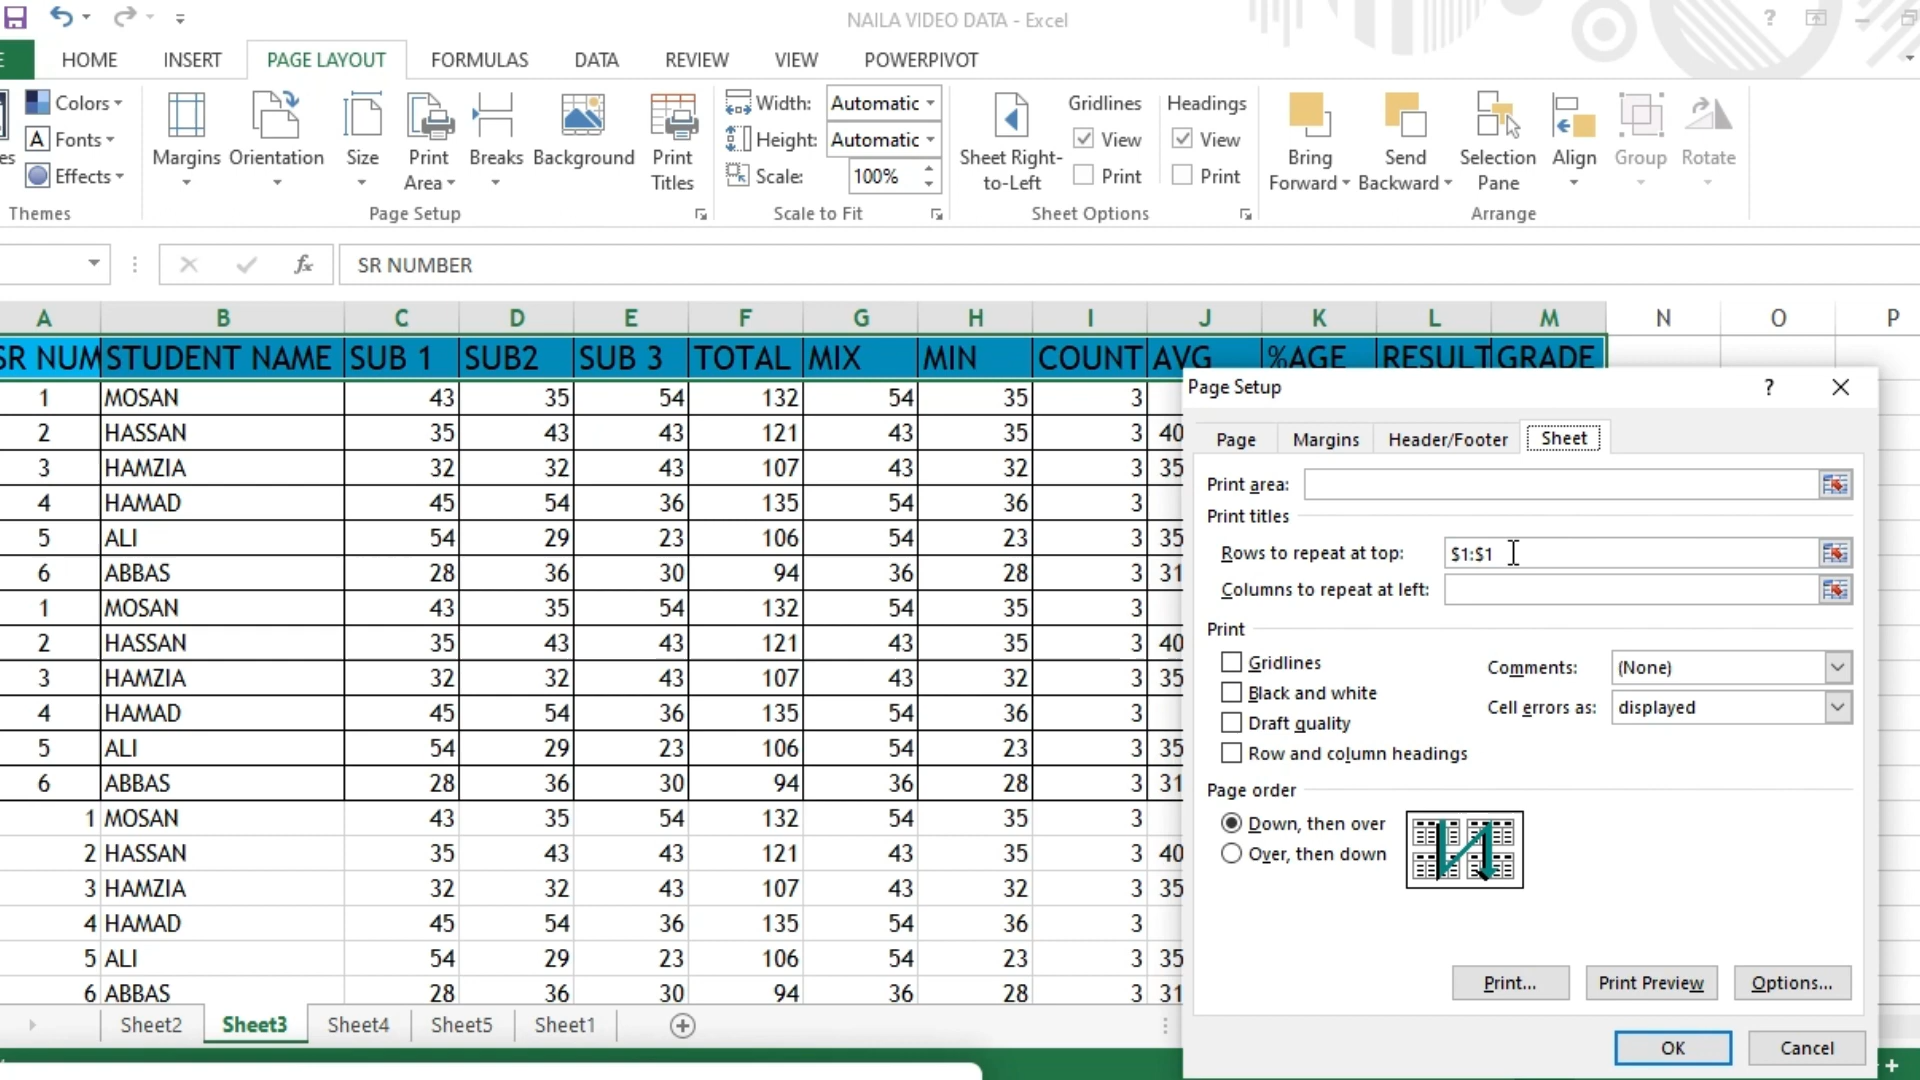 NAILA VIDEO DATA - Excel
?
E
HOME
INSERT
PAGE LAYOUT
FORMULAS
DATA
REVIEW
VIEW
POWERPIVOT
es
Colors
Fonts
Effects
Themes
Margins
Orientation
Size
Print Area
Breaks
Background
Print Titles
Page Setup
Width: Automatic
Height: Automatic
Scale: 100%
Scale to Fit
Sheet Right-to-Left
Gridlines
View
Print
Headings
View
Print
Sheet Options
Bring Forward
Send Backward
Selection Pane
Align
Group
Rotate
Arrange
fx SR NUMBER
A B C D E F G H I J K L M N O P
SR NUM STUDENT NAME SUB 1 SUB2 SUB 3 TOTAL MIX MIN COUNT AVG %AGE RESULT GRADE
1 MOSAN 43 35 54 132 54 35 3
2 HASSAN 35 43 43 121 43 35 3 40
3 HAMZIA 32 32 43 107 43 32 3 35
4 HAMAD 45 54 36 135 54 36 3
5 ALI 54 29 23 106 54 23 3 35
6 ABBAS 28 36 30 94 36 28 3 31
1 MOSAN 43 35 54 132 54 35 3
2 HASSAN 35 43 43 121 43 35 3 40
3 HAMZIA 32 32 43 107 43 32 3 35
4 HAMAD 45 54 36 135 54 36 3
5 ALI 54 29 23 106 54 23 3 35
6 ABBAS 28 36 30 94 36 28 3 31
1 MOSAN 43 35 54 132 54 35 3
2 HASSAN 35 43 43 121 43 35 3 40
3 HAMZIA 32 32 43 107 43 32 3 35
4 HAMAD 45 54 36 135 54 36 3
5 ALI 54 29 23 106 54 23 3 35
6 ABBAS 28 36 30 94 36 28 3 31
Sheet2
Sheet3
Sheet4
Sheet5
Sheet1
Page Setup ?
Page
Margins
Header/Footer
Sheet
Print area:
Print titles
Rows to repeat at top: $1:$1
Columns to repeat at left:
Print
Gridlines
Black and white
Draft quality
Row and column headings
Comments: (None)
Cell errors as: displayed
Page order
Down, then over
Over, then down
Print...
Print Preview
Options...
OK
Cancel